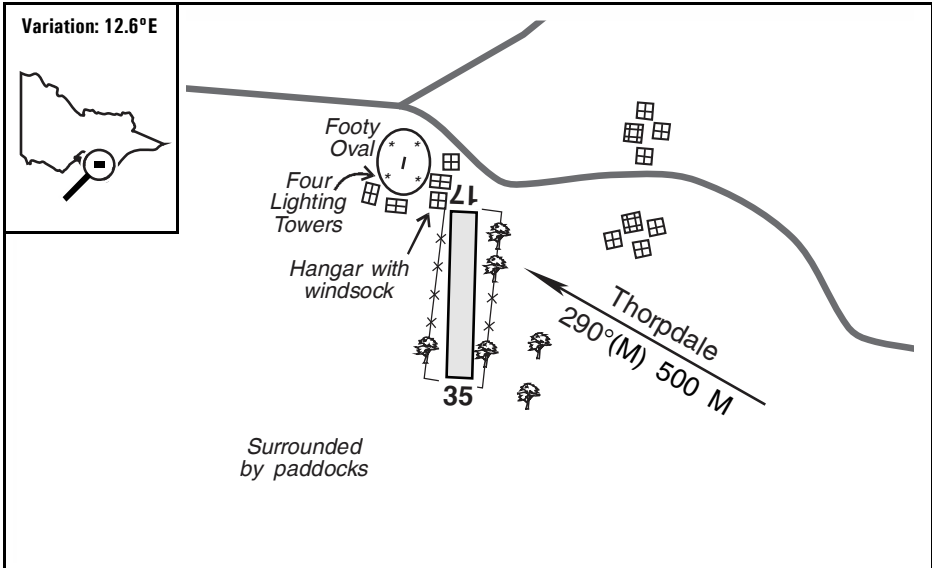 Variation: 12.6°E
Footy
Oval
Four
Lighting
Towers
17
Hangar with
windsock
Thorpdale
290°(M) 500 M
35
Surrounded
by paddocks